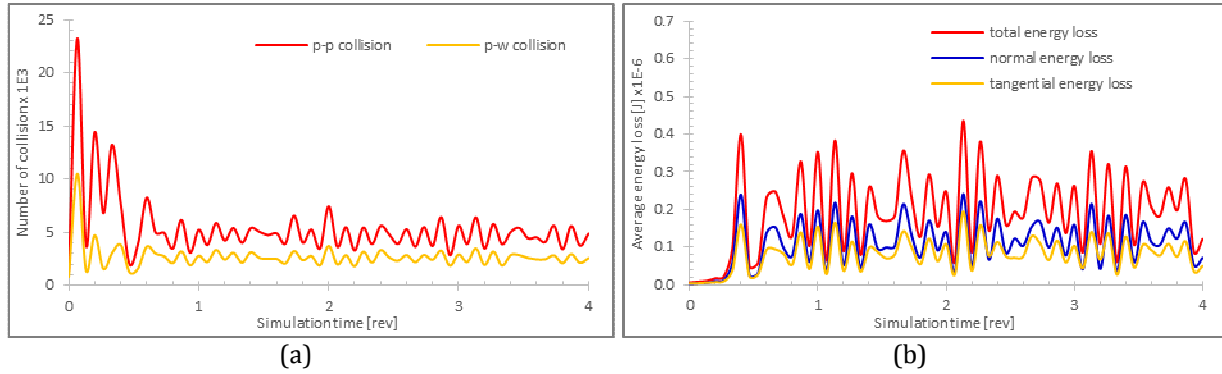 25
20
15
10
5
0
Number of collision x 1E3
p-p collision
p-w collision
0
1
2
3
4
Simulation time [rev]
(a)
0.7
0.6
0.5
0.4
0.3
0.2
0.1
0.0
Average energy loss [J] x1E-6
total energy loss
normal energy loss
tangential energy loss
0
1
2
3
4
Simulation time [rev]
(b)